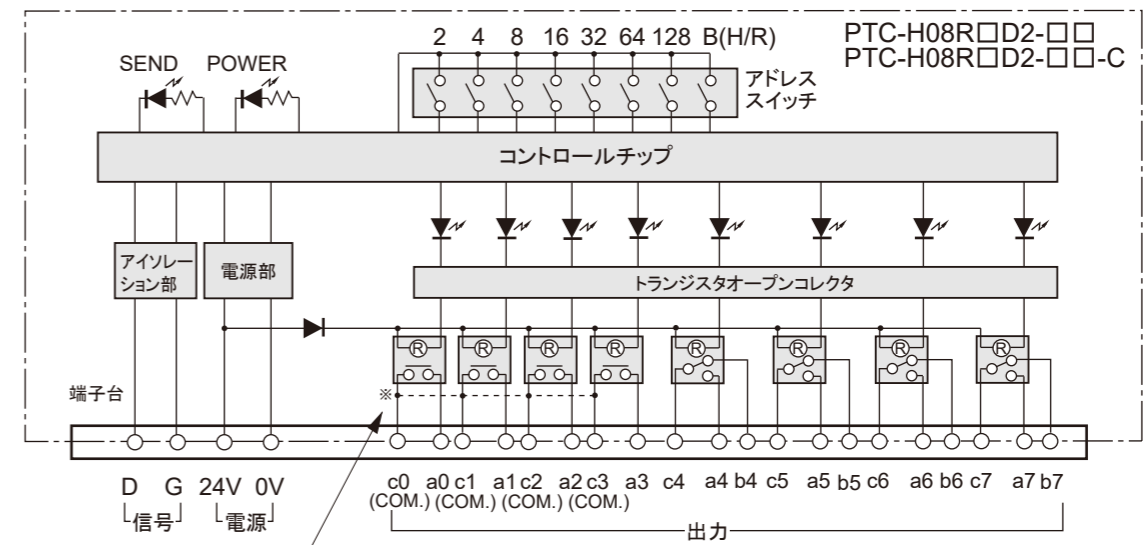 PTC-H08R□D2-□□
PTC-H08R□D2-□□-C
2 4 8 16 32 64 128 B(H/R)
SEND POWER
アドレス
スイッチ
コントロールチップ
アイソレー
ション部
電源部
トランジスタオープンコレクタ
R R R R R R R R
端子台
※
D G 24V 0V c0 a0 c1 a1 c2 a2 c3 a3 c4 a4 b4 c5 a5 b5 c6 a6 b6 c7 a7 b7
(COM.) (COM.) (COM.) (COM.)
信号 電源 出力